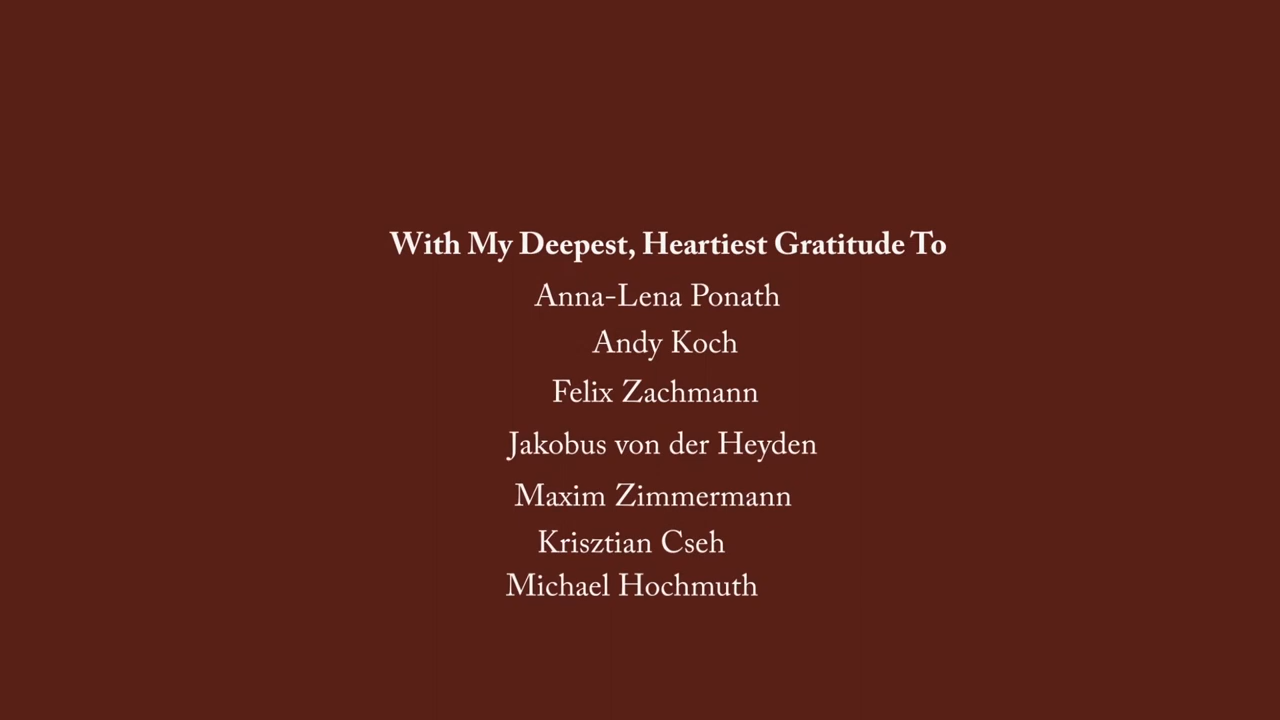 With My Deepest, Heartiest Gratitude To
Anna-Lena Ponath
Andy Koch
Felix Zachmann
Jakobus von der Heyden
Maxim Zimmermann
Krisztian Cseh
Michael Hochmuth